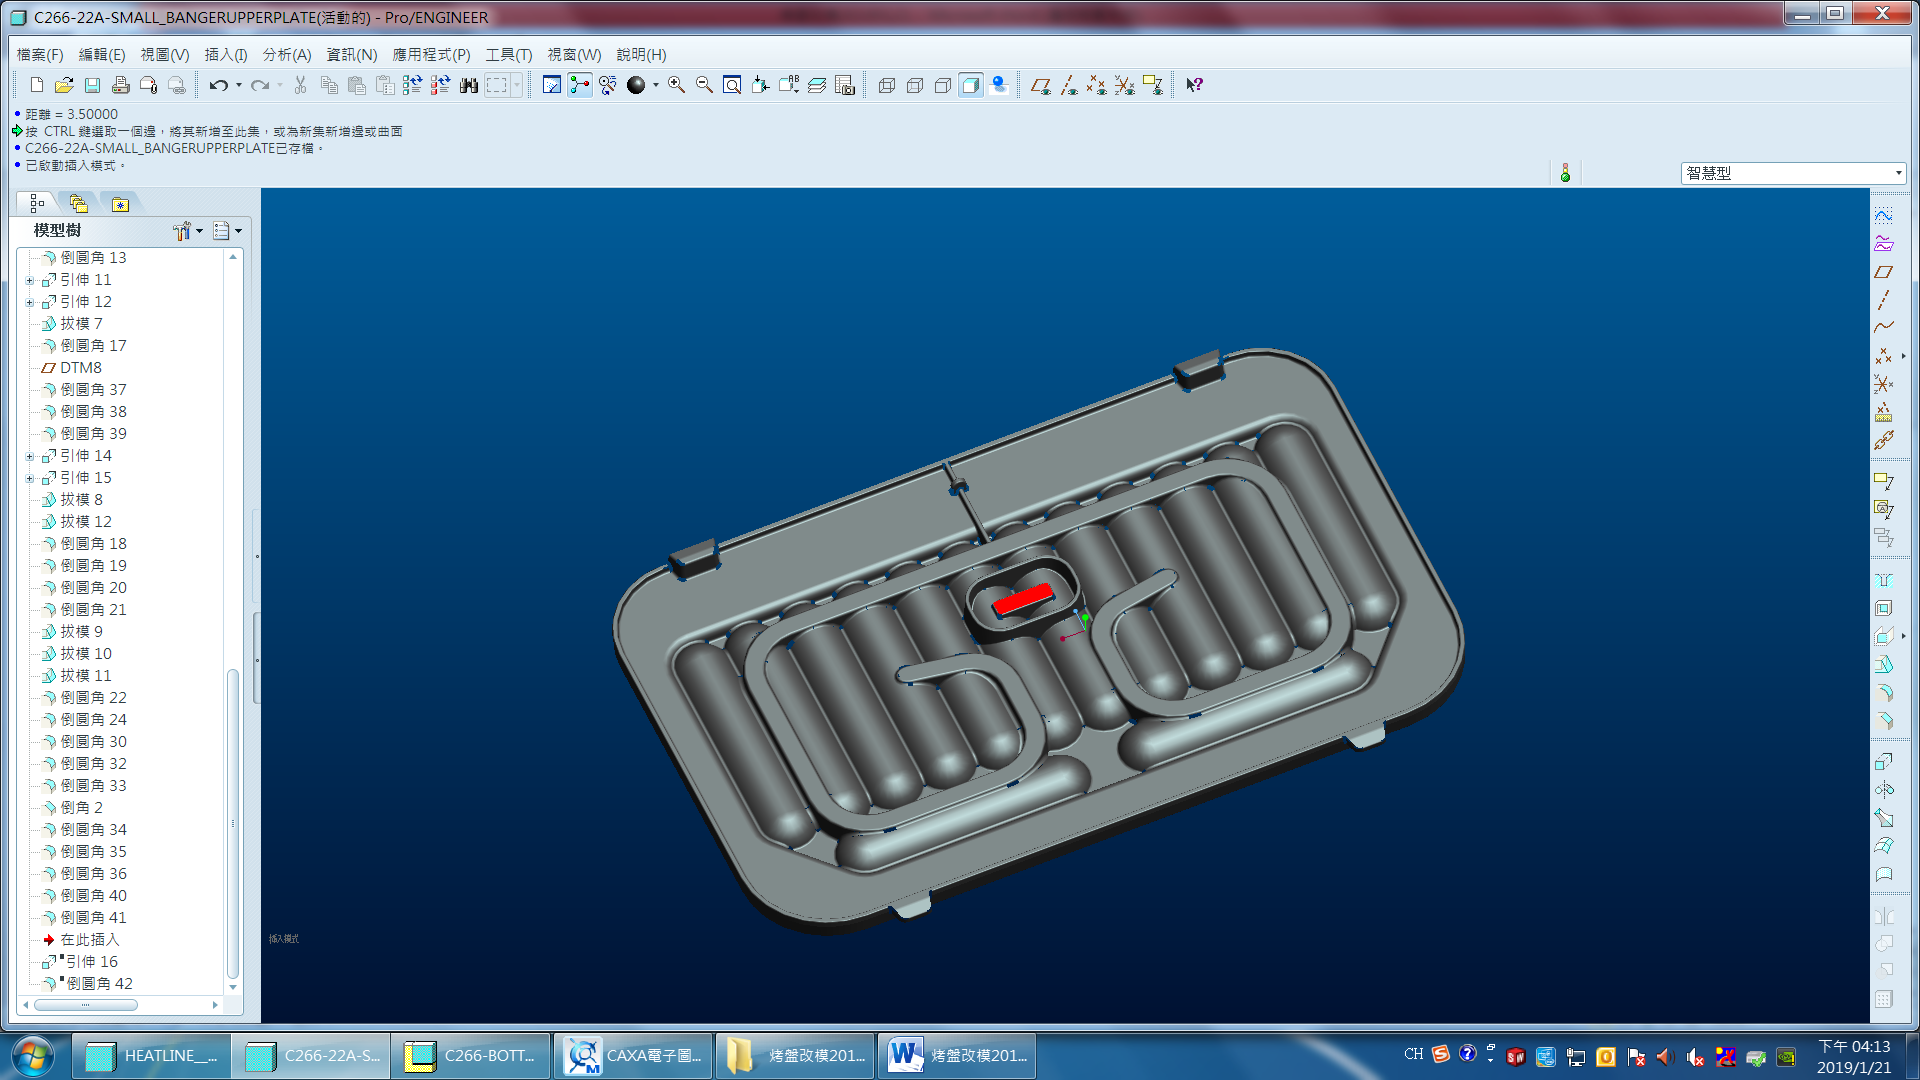 C266-22A-SMALL_BANGERUPPERPLATE(活動的) - Pro/ENGINEER
檔案(F) 編輯(E) 視圖(V) 插入(I) 分析(A) 資訊(N) 應用程式(P) 工具(T) 視窗(W) 說明(H)
距離 = 3.50000
按 CTRL 鍵選取一個邊，將其新增至此集，或為新集新增邊或曲面
C266-22A-SMALL_BANGERUPPERPLATE已存檔。
已啟動插入模式。
智慧型
模型樹
倒圓角 13
引伸 11
引伸 12
拔模 7
倒圓角 17
DTM8
倒圓角 37
倒圓角 38
倒圓角 39
引伸 14
引伸 15
拔模 8
拔模 12
倒圓角 18
倒圓角 19
倒圓角 20
倒圓角 21
拔模 9
拔模 10
拔模 11
倒圓角 22
倒圓角 24
倒圓角 30
倒圓角 32
倒圓角 33
倒角 2
倒圓角 34
倒圓角 35
倒圓角 36
倒圓角 40
倒圓角 41
在此插入
引伸 16
倒圓角 42
插入模式
HEATLINE__...
C266-22A-S...
C266-BOTT...
CAXA電子圖...
烤盤改模201...
烤盤改模201...
CH
下午 04:13
2019/1/21